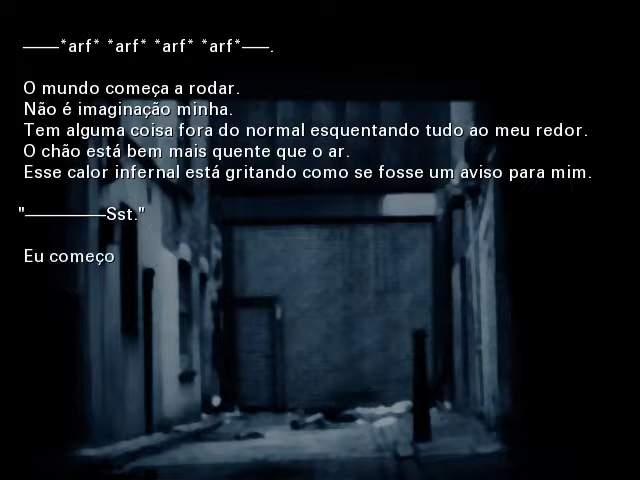 ——*arf* *arf* *arf* *arf*——.
O mundo começa a rodar.
Não é imaginação minha.
Tem alguma coisa fora do normal esquentando tudo ao meu redor.
O chão está bem mais quente que o ar.
Esse calor infernal está gritando como se fosse um aviso para mim.
"————Sst."
Eu começo